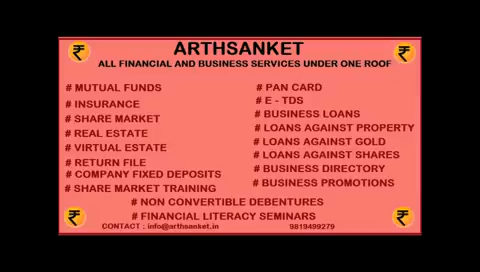 ARTHSANKET
ALL FINANCIAL AND BUSINESS SERVICES UNDER ONE ROOF
# MUTUAL FUNDS
# INSURANCE
# SHARE MARKET
# REAL ESTATE
# VIRTUAL ESTATE
# RETURN FILE
# COMPANY FIXED DEPOSITS
# SHARE MARKET TRAINING
# PAN CARD
# E - TDS
# BUSINESS LOANS
# LOANS AGAINST PROPERTY
# LOANS AGAINST GOLD
# LOANS AGAINST SHARES
# BUSINESS DIRECTORY
# BUSINESS PROMOTIONS
# NON CONVERTIBLE DEBENTURES
# FINANCIAL LITERACY SEMINARS
CONTACT : info@arthsanket.in 9819499279